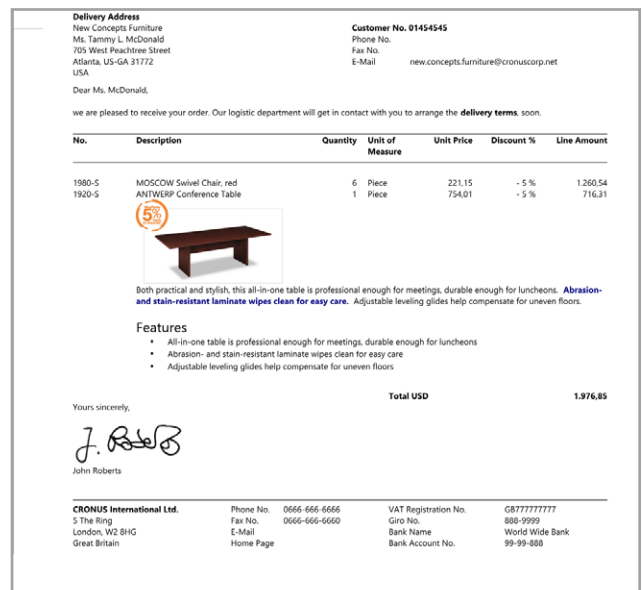 Delivery Address
New Concepts Furniture
Ms. Tammy L. McDonald
705 West Peachtree Street
Atlanta, US-GA 31772
USA
Customer No. 01454545
Phone No.
Fax No.
E-Mail new.concepts.furniture@cronuscorp.net
Dear Ms. McDonald,
we are pleased to receive your order. Our logistic department will get in contact with you to arrange the delivery terms, soon.
No. Description Quantity Unit of Measure Unit Price Discount % Line Amount
1980-S MOSCOW Swivel Chair, red 6 Piece 221,15 - 5 % 1.260,54
1920-S ANTWERP Conference Table 1 Piece 754,01 - 5 % 716,31
5%
Both practical and stylish, this all-in-one table is professional enough for meetings, durable enough for luncheons. Abrasion-
and stain-resistant laminate wipes clean for easy care. Adjustable leveling glides help compensate for uneven floors.
Features
• All-in-one table is professional enough for meetings, durable enough for luncheons
• Abrasion- and stain-resistant laminate wipes clean for easy care
• Adjustable leveling glides help compensate for uneven floors
Total USD 1.976,85
Yours sincerely,
John Roberts
CRONUS International Ltd. Phone No. 0666-666-6666 VAT Registration No. GB777777777
5 The Ring Fax No. 0666-666-6660 Giro No. 888-9999
London, W2 8HG E-Mail Bank Name World Wide Bank
Great Britain Home Page Bank Account No. 99-99-888